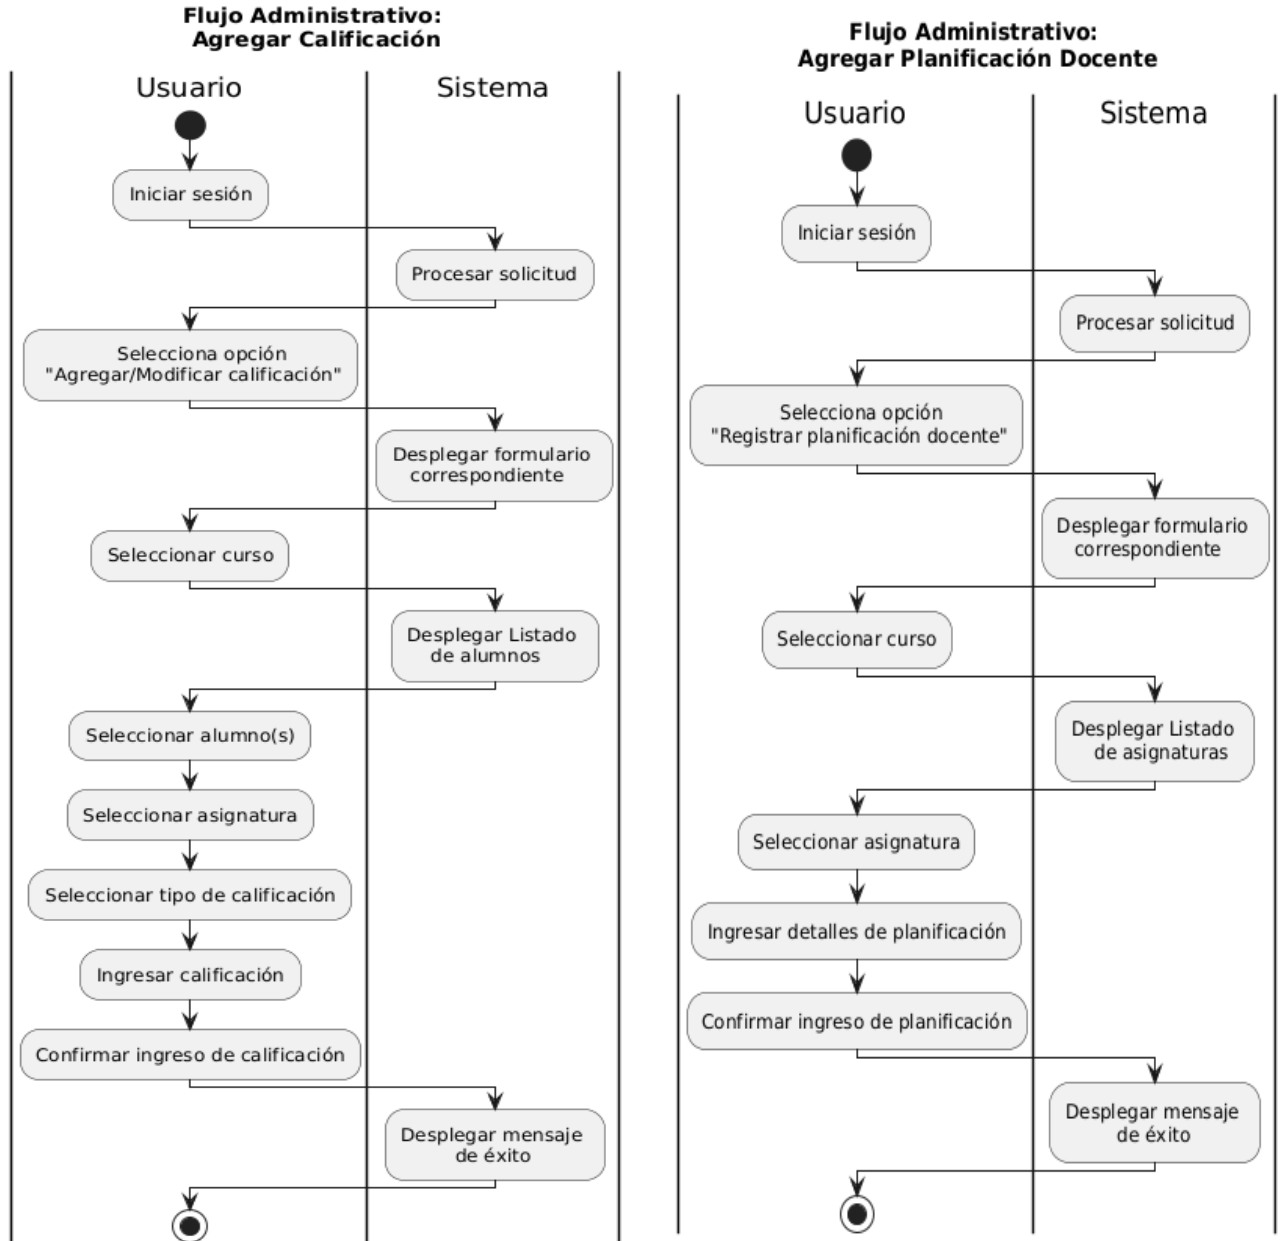 Flujo Administrativo:
Agregar Calificación
Usuario
Sistema
Iniciar sesión
Procesar solicitud
Selecciona opción
"Agregar/Modificar calificación"
Desplegar formulario
correspondiente
Seleccionar curso
Desplegar Listado
de alumnos
Seleccionar alumno(s)
Seleccionar asignatura
Seleccionar tipo de calificación
Ingresar calificación
Confirmar ingreso de calificación
Desplegar mensaje
de éxito
Flujo Administrativo:
Agregar Planificación Docente
Usuario
Sistema
Iniciar sesión
Procesar solicitud
Selecciona opción
"Registrar planificación docente"
Desplegar formulario
correspondiente
Seleccionar curso
Desplegar Listado
de asignaturas
Seleccionar asignatura
Ingresar detalles de planificación
Confirmar ingreso de planificación
Desplegar mensaje
de éxito